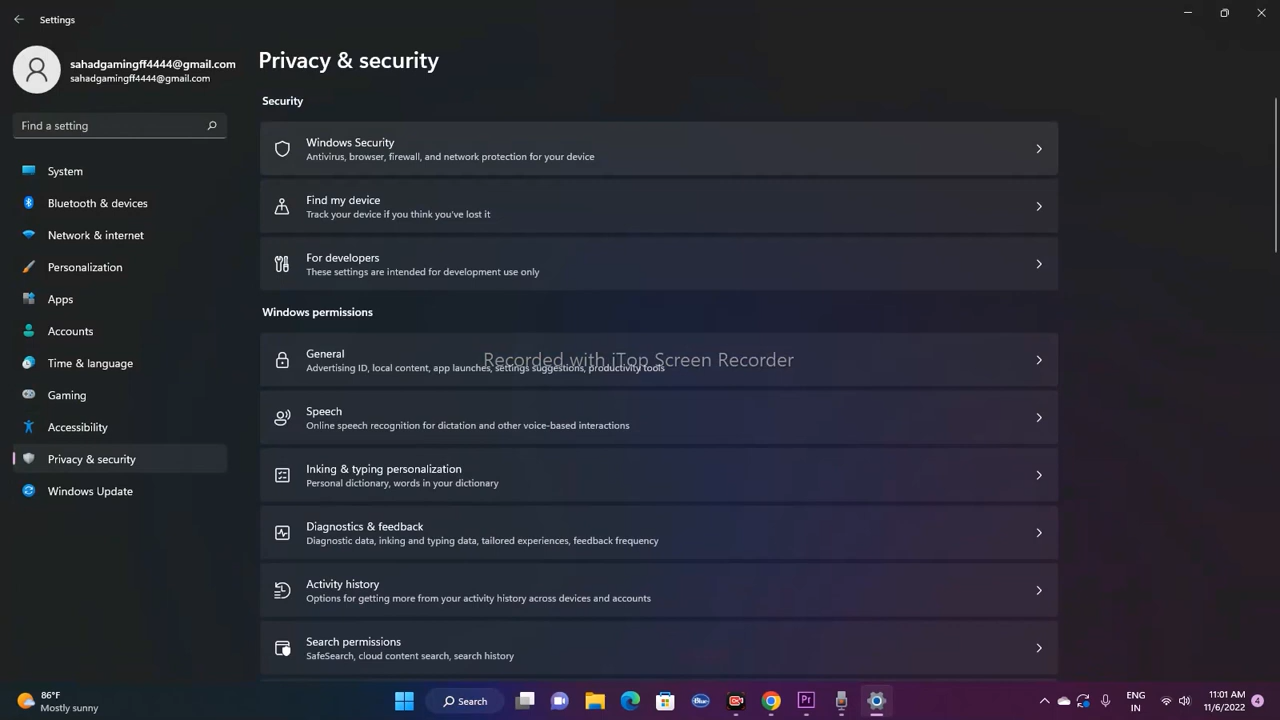 Settings
sahadgamingff4444@gmail.com
sahadgamingff4444@gmail.com
Find a setting
System
Bluetooth & devices
Network & internet
Personalization
Apps
Accounts
Time & language
Gaming
Accessibility
Privacy & security
Windows Update
Privacy & security
Security
Windows Security
Antivirus, browser, firewall, and network protection for your device
Find my device
Track your device if you think you've lost it
For developers
These settings are intended for development use only
Windows permissions
General
Advertising ID, local content, app launches, settings suggestions, productivity tools
Recorded with iTop Screen Recorder
Speech
Online speech recognition for dictation and other voice-based interactions
Inking & typing personalization
Personal dictionary, words in your dictionary
Diagnostics & feedback
Diagnostic data, inking and typing data, tailored experiences, feedback frequency
Activity history
Options for getting more from your activity history across devices and accounts
Search permissions
SafeSearch, cloud content search, search history
86°F
Mostly sunny
Search
Pr
ENG
IN
11:01 AM
11/6/2022
4